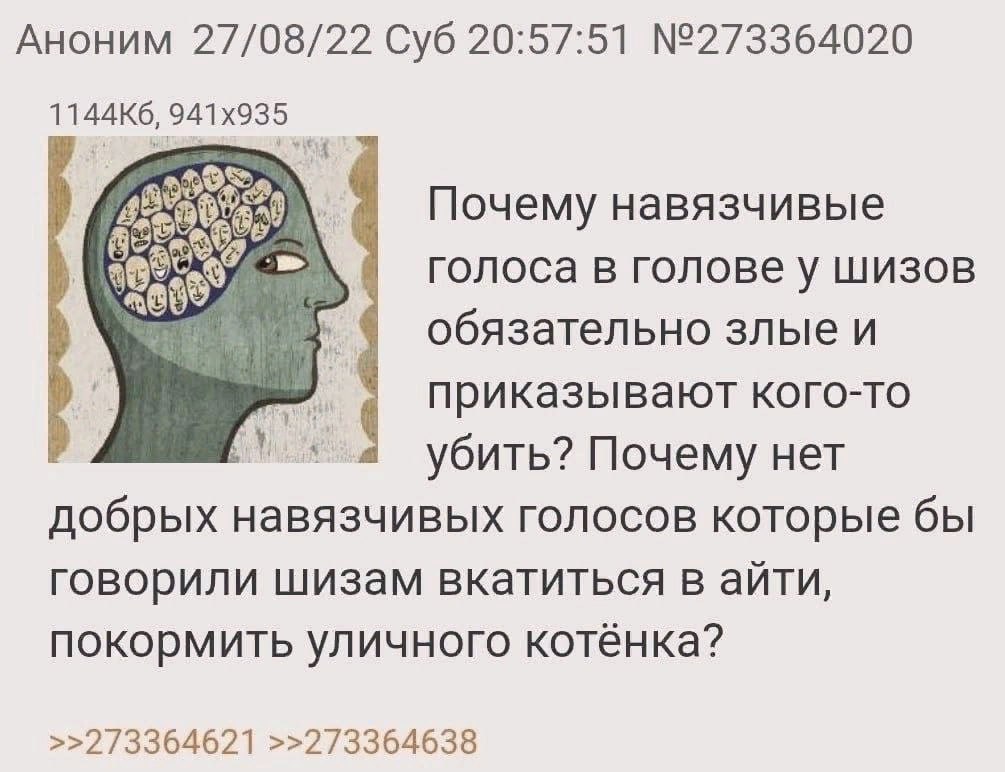 Аноним 27/08/22 Суб 20:57:51 №273364020
1144Кб, 941x935
Почему навязчивые
голоса в голове у шизов
обязательно злые и
приказывают кого-то
убить? Почему нет
добрых навязчивых голосов которые бы
говорили шизам вкатиться в айти,
покормить уличного котёнка?
>>273364621 >>273364638